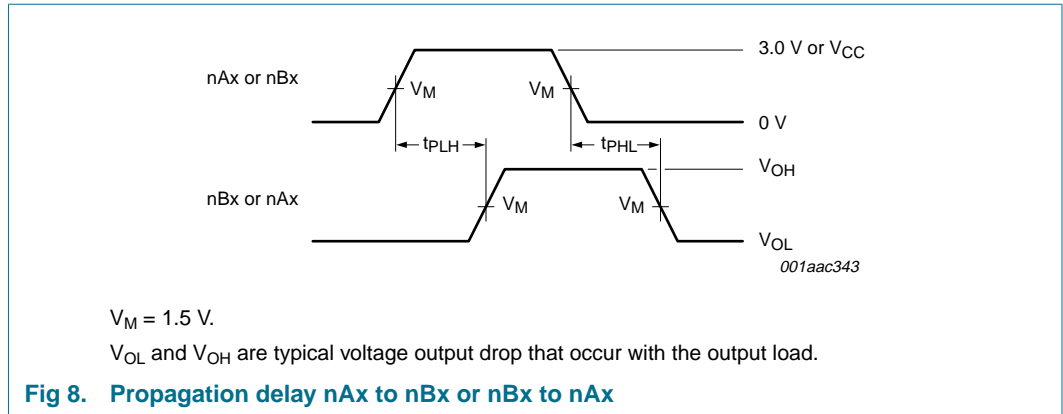 3.0 V or VCC
nAx or nBx
VM
VM
0 V
tPLH
tPHL
VOH
nBx or nAx
VM
VM
VOL
001aac343
VM = 1.5 V.
VOL and VOH are typical voltage output drop that occur with the output load.
Fig 8. Propagation delay nAx to nBx or nBx to nAx